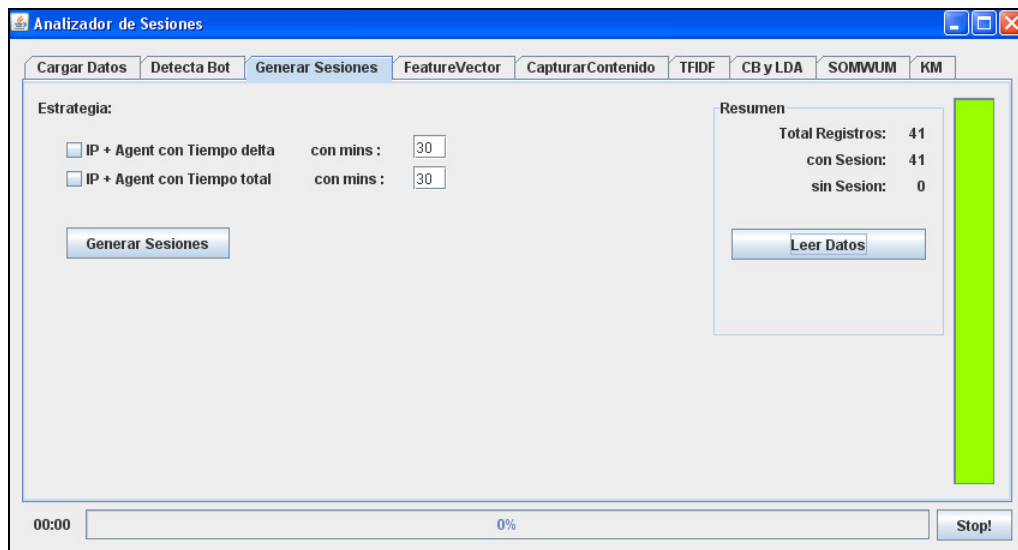 Analizador de Sesiones
Cargar Datos Detecta Bot Generar Sesiones FeatureVector CapturarContenido TFIDF CB y LDA SOMWUM KM
Estrategia:
IP + Agent con Tiempo delta con mins : 30
IP + Agent con Tiempo total con mins : 30
Generar Sesiones
Resumen
Total Registros: 41
con Sesion: 41
sin Sesion: 0
Leer Datos
00:00 0% Stop!